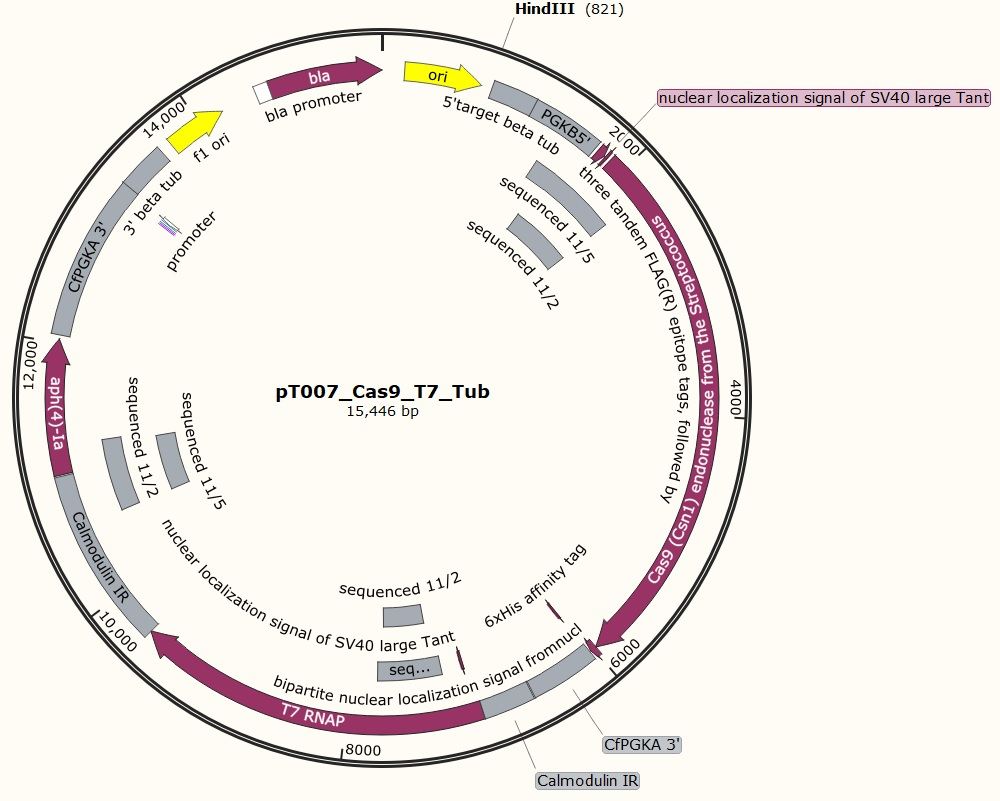 HindIII (821)
bla
ori
bla promoter
5'target beta tub
PGKB5'
nuclear localization signal of SV40 large Tant
2000
14,000
f1 ori
three tandem FLAG(R) epitope tags, followed by
3' beta tub
sequenced 11/5
sequenced 11/2
promoter
CfPGKA 3'
Cas9 (Csn1) endonuclease from the Streptococcus
12,000
4000
pT007_Cas9_T7_Tub
15,446 bp
aph(4)-Ia
sequenced 11/2
sequenced 11/5
Calmodulin IR
nuclear localization signal of SV40 large Tant
sequenced 11/2
6xHis affinity tag
10,000
6000
seq...
bipartite nuclear localization signal fromnucl
T7 RNAP
8000
CfPGKA 3'
Calmodulin IR